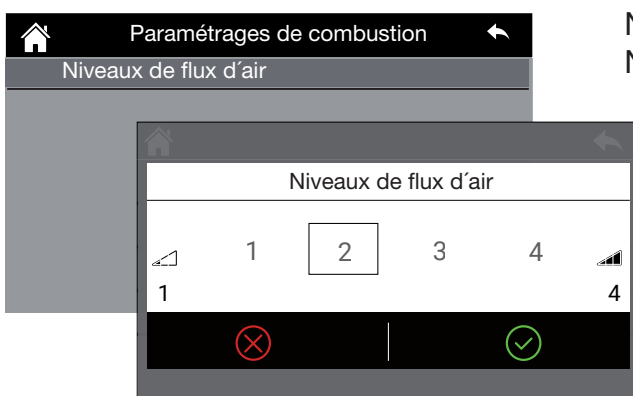 Paramétrages de combustion
Niveaux de flux d´air
Niveaux de flux d´air
1 2 3 4
1 4